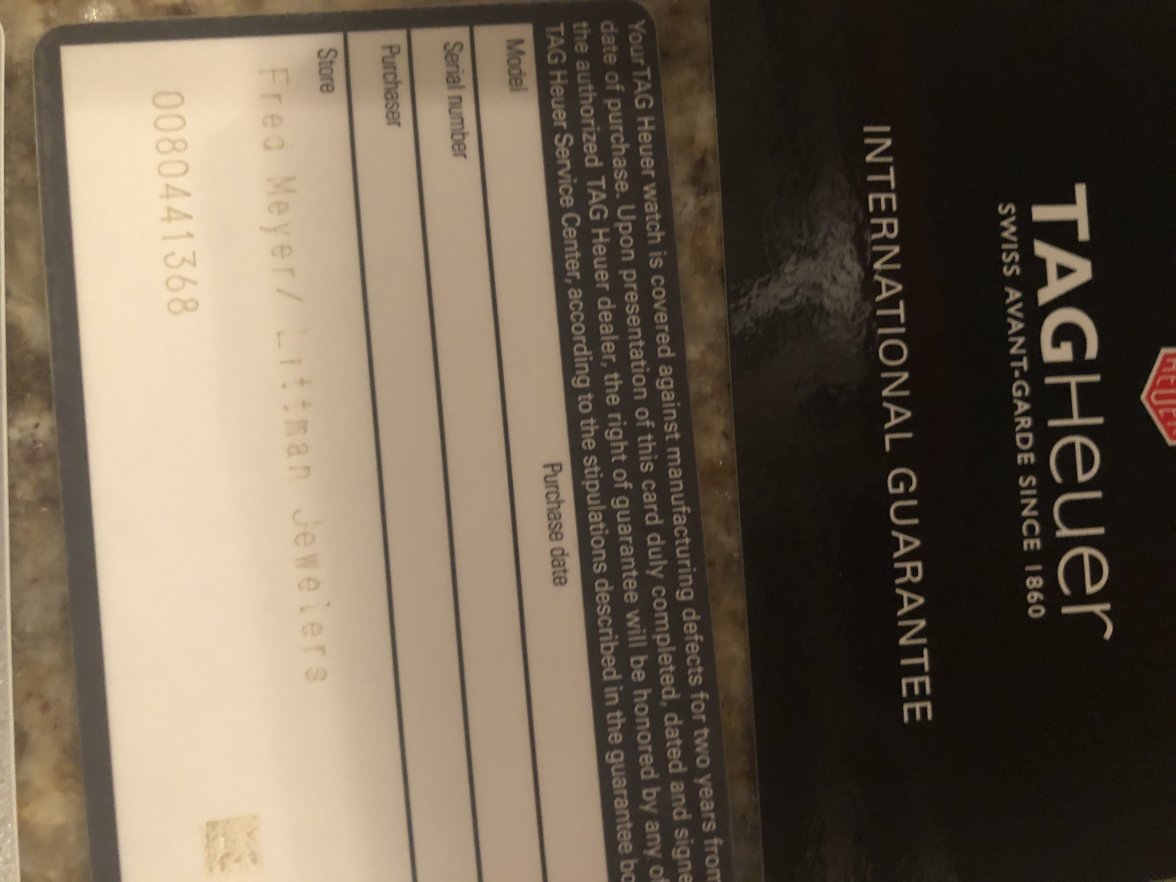 HEUER
TAGHeuer
SWISS AVANT-GARDE SINCE 1860
INTERNATIONAL GUARANTEE
Your TAG Heuer watch is covered against manufacturing defects for two years from
date of purchase. Upon presentation of this card duly completed, dated and signe
the authorized TAG Heuer dealer, the right of guarantee will be honored by any of
TAG Heuer Service Center, according to the stipulations described in the guarantee bo
Model Purchase date
Serial number
Purchaser
Store
Fred Meyer/ Littman Jewelers
0080441368